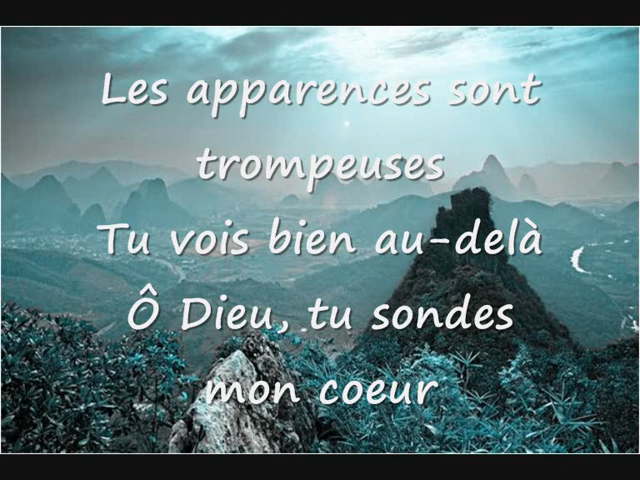 Les apparences sont
trompeuses
Tu vois bien au-delà
Ô Dieu, tu sondes
mon coeur